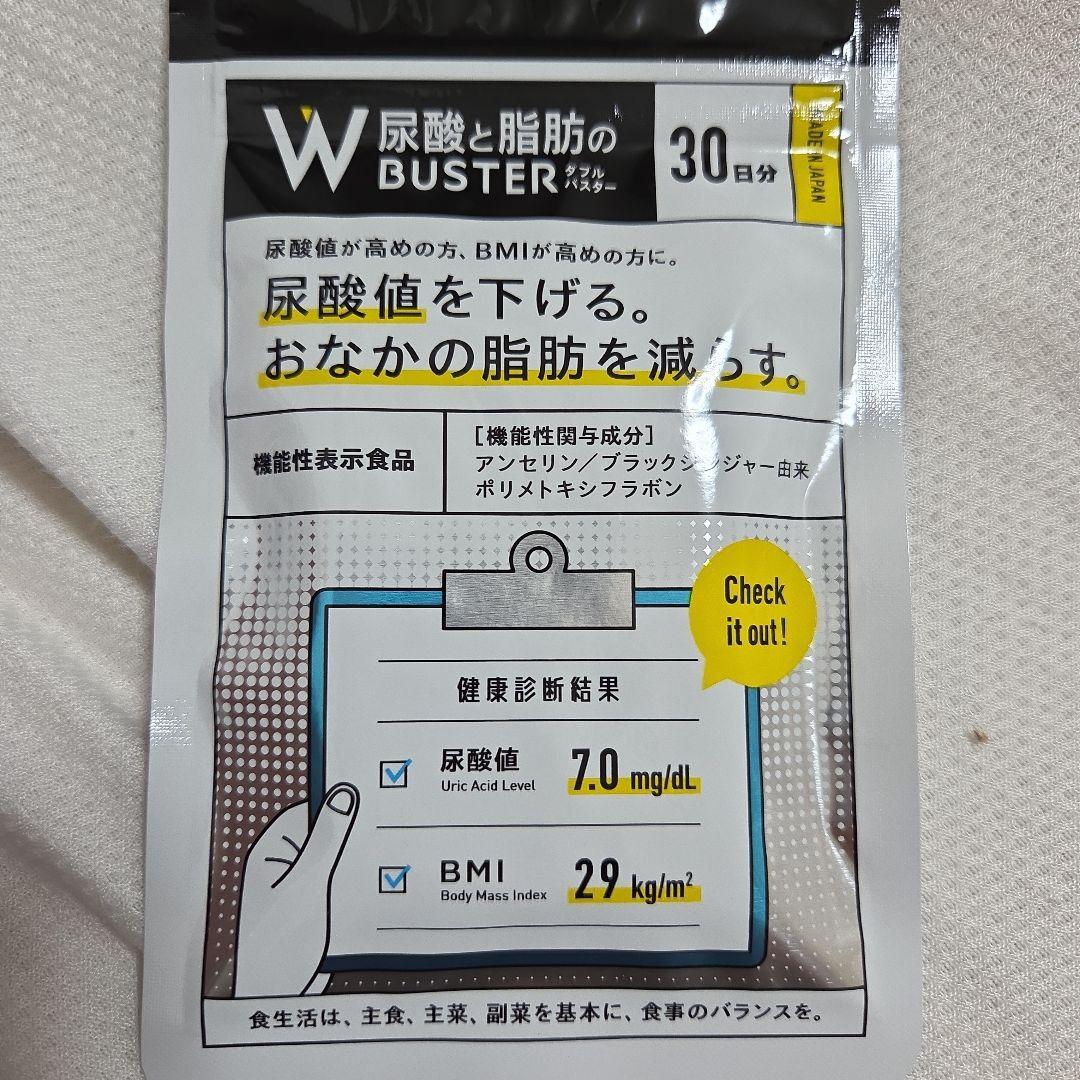 W 尿酸と脂肪の
BUSTER ダブル
バスター
30日分
MADE IN JAPAN
尿酸値が高めの方、BMIが高めの方に。
尿酸値を下げる。
おなかの脂肪を減らす。
機能性表示食品
[機能性関与成分]
アンセリン／ブラックジンジャー由来
ポリメトキシフラボン
Check
it out!
健康診断結果
尿酸値 7.0 mg/dL
Uric Acid Level
BMI 29 kg/m²
Body Mass Index
食生活は、主食、主菜、副菜を基本に、食事のバランスを。